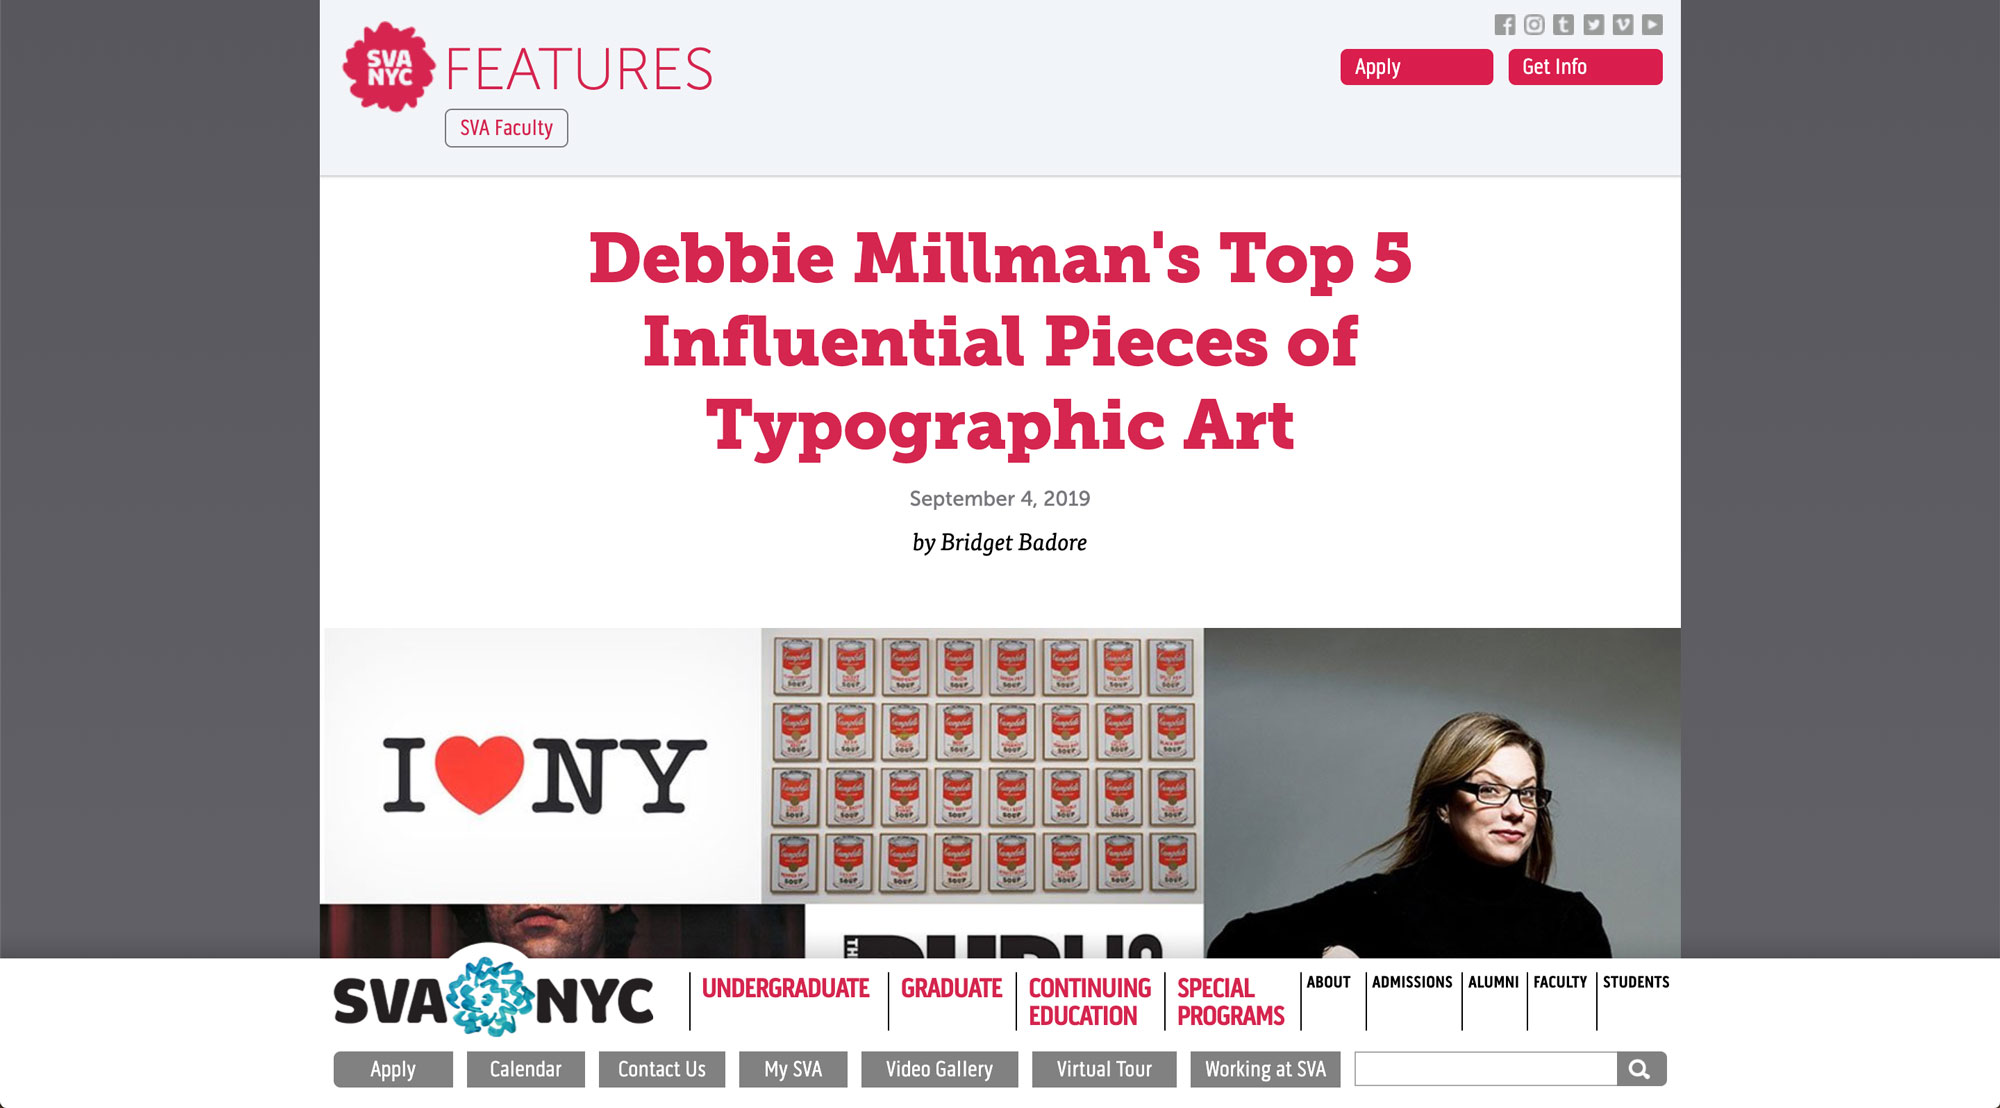 SVA
NYC
FEATURES
SVA Faculty
Apply
Get Info
Debbie Millman's Top 5
Influential Pieces of
Typographic Art
September 4, 2019
by Bridget Badore
I NY
Campbell's
SOUP
SVA NYC
UNDERGRADUATE
GRADUATE
CONTINUING
EDUCATION
SPECIAL
PROGRAMS
ABOUT
ADMISSIONS
ALUMNI
FACULTY
STUDENTS
Apply
Calendar
Contact Us
My SVA
Video Gallery
Virtual Tour
Working at SVA